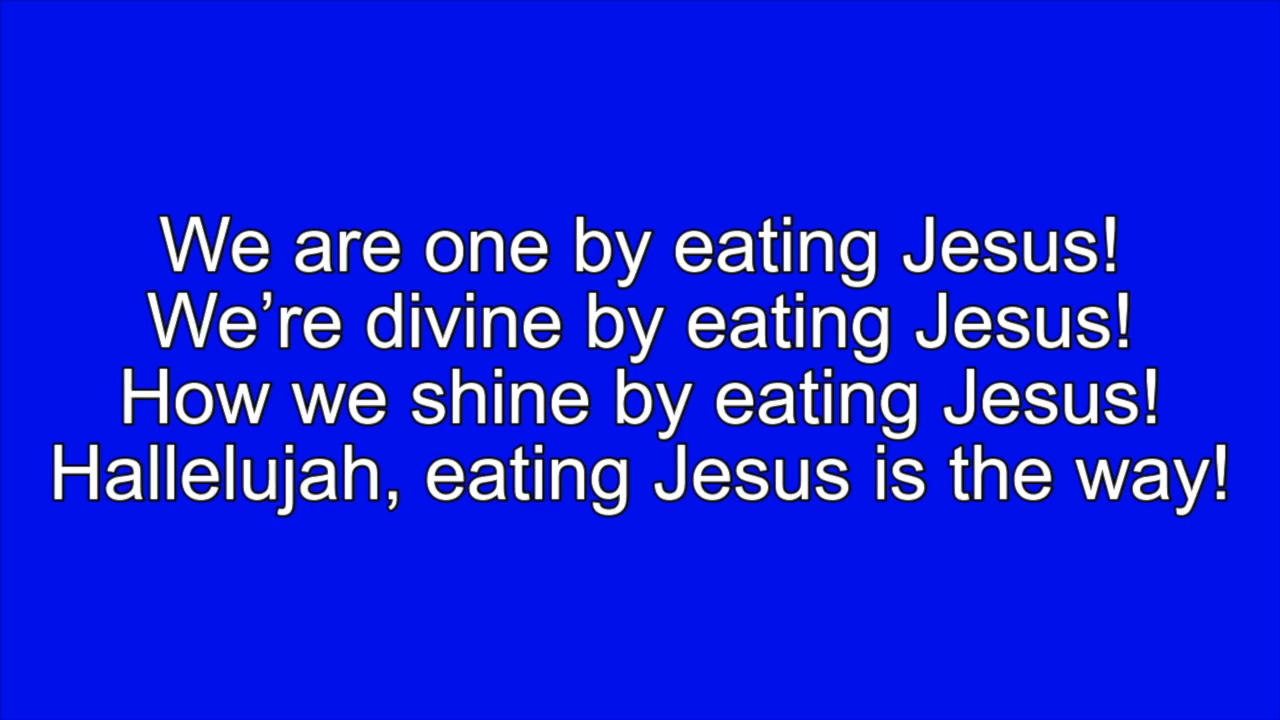 We are one by eating Jesus!
We’re divine by eating Jesus!
How we shine by eating Jesus!
Hallelujah, eating Jesus is the way!